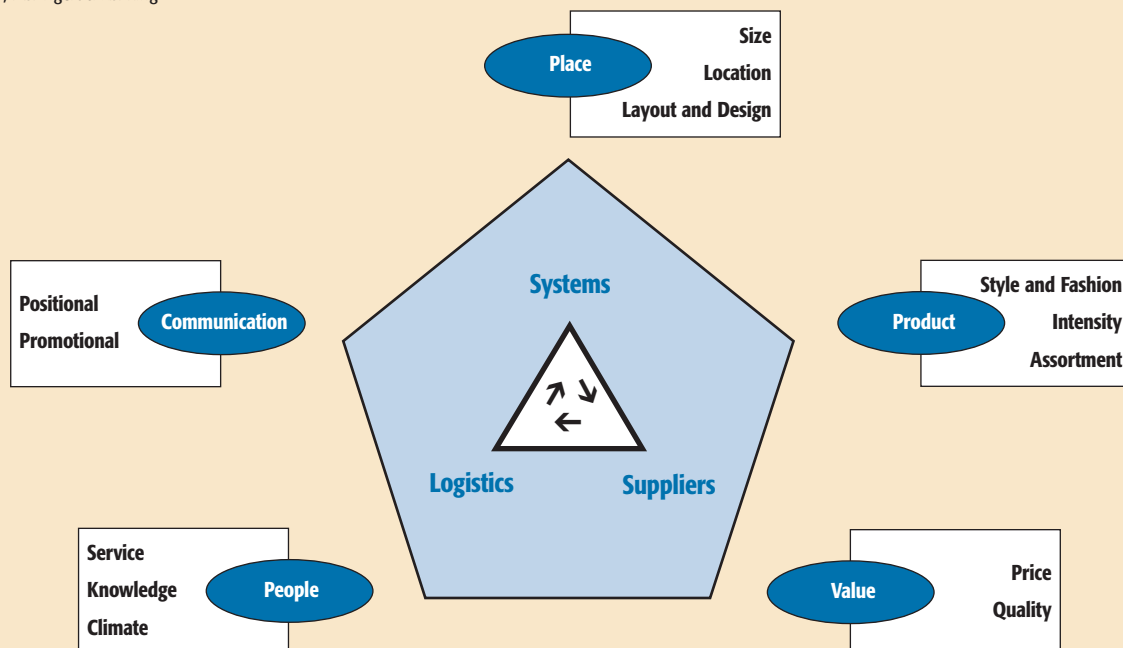 Place
Size
Location
Layout and Design
Communication
Positional
Promotional
Product
Style and Fashion
Intensity
Assortment
Systems
Logistics
Suppliers
People
Service
Knowledge
Climate
Value
Price
Quality